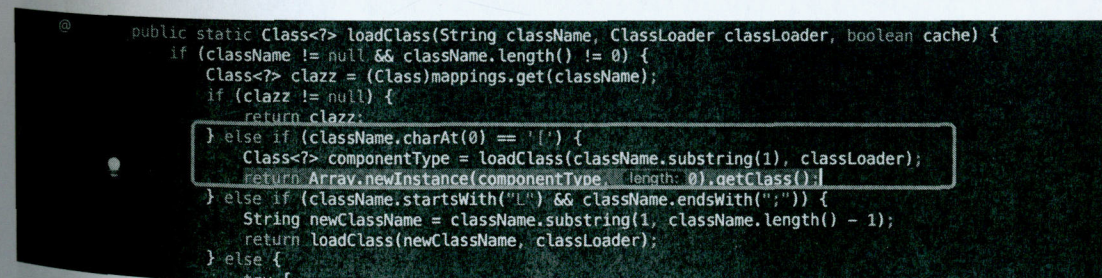 @ public static Class<?> loadClass(String className, ClassLoader classLoader, boolean cache) {
if (className != null && className.length() != 0) {
Class<?> clazz = (Class)mappings.get(className);
if (clazz != null) {
return clazz;
} else if (className.charAt(0) == '[') {
Class<?> componentType = loadClass(className.substring(1), classLoader);
return Array.newInstance(componentType, length: 0).getClass();
} else if (className.startsWith("L") && className.endsWith(";")) {
String newClassName = className.substring(1, className.length() - 1);
return loadClass(newClassName, classLoader);
} else {
try {